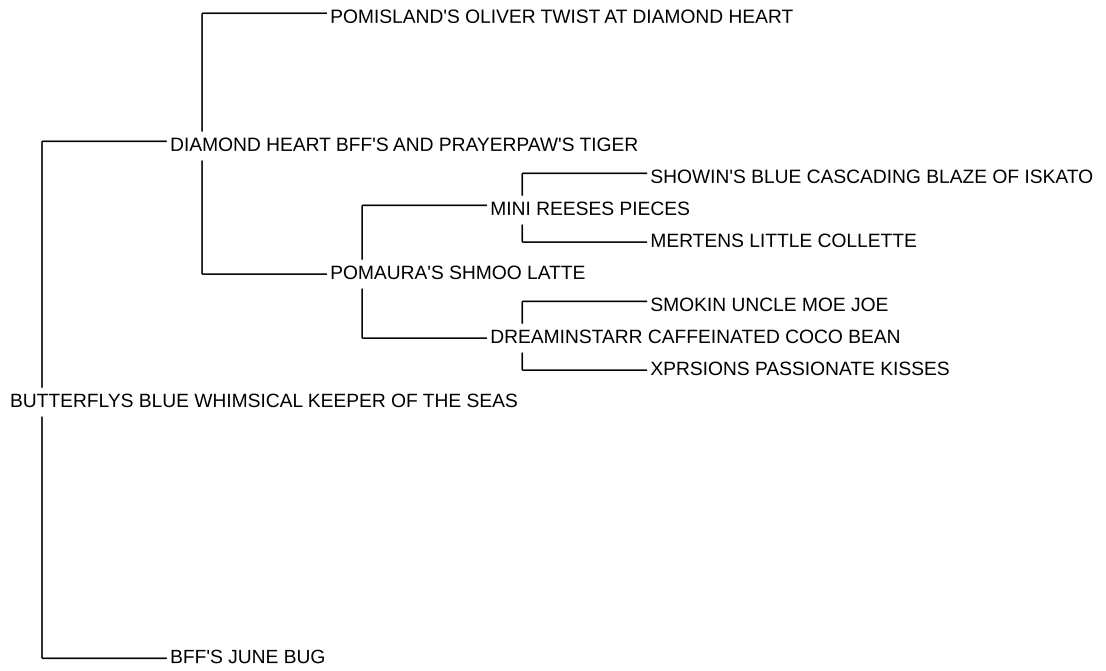 POMISLAND'S OLIVER TWIST AT DIAMOND HEART
DIAMOND HEART BFF'S AND PRAYERPAW'S TIGER
SHOWIN'S BLUE CASCADING BLAZE OF ISKATO
MINI REESES PIECES
MERTENS LITTLE COLLETTE
POMAURA'S SHMOO LATTE
SMOKIN UNCLE MOE JOE
DREAMINSTARR CAFFEINATED COCO BEAN
XPRSIONS PASSIONATE KISSES
BUTTERFLYS BLUE WHIMSICAL KEEPER OF THE SEAS
BFF'S JUNE BUG